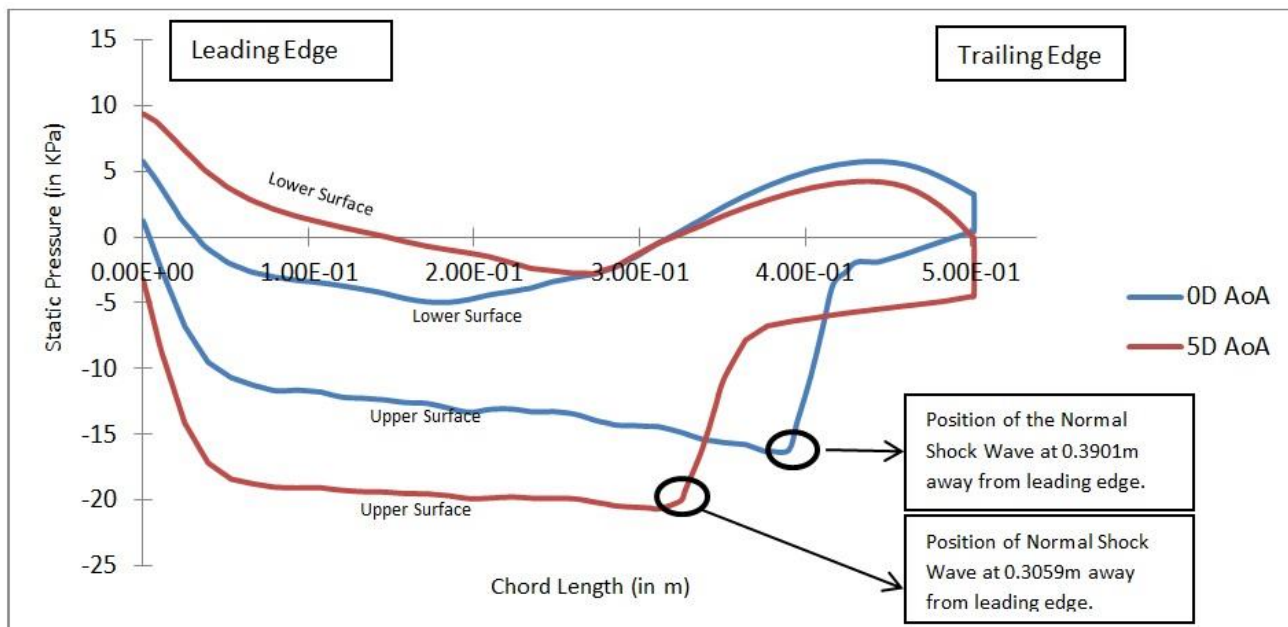 Leading Edge
Trailing Edge
15
10
5
0
-5
-10
-15
-20
-25
Static Pressure (in KPa)
0.00E+00
1.00E-01
2.00E-01
3.00E-01
4.00E-01
5.00E-01
Chord Length (in m)
Lower Surface
Lower Surface
Upper Surface
Upper Surface
0D AoA
5D AoA
Position of the Normal
Shock Wave at 0.3901m
away from leading edge.
Position of Normal Shock
Wave at 0.3059m away
from leading edge.